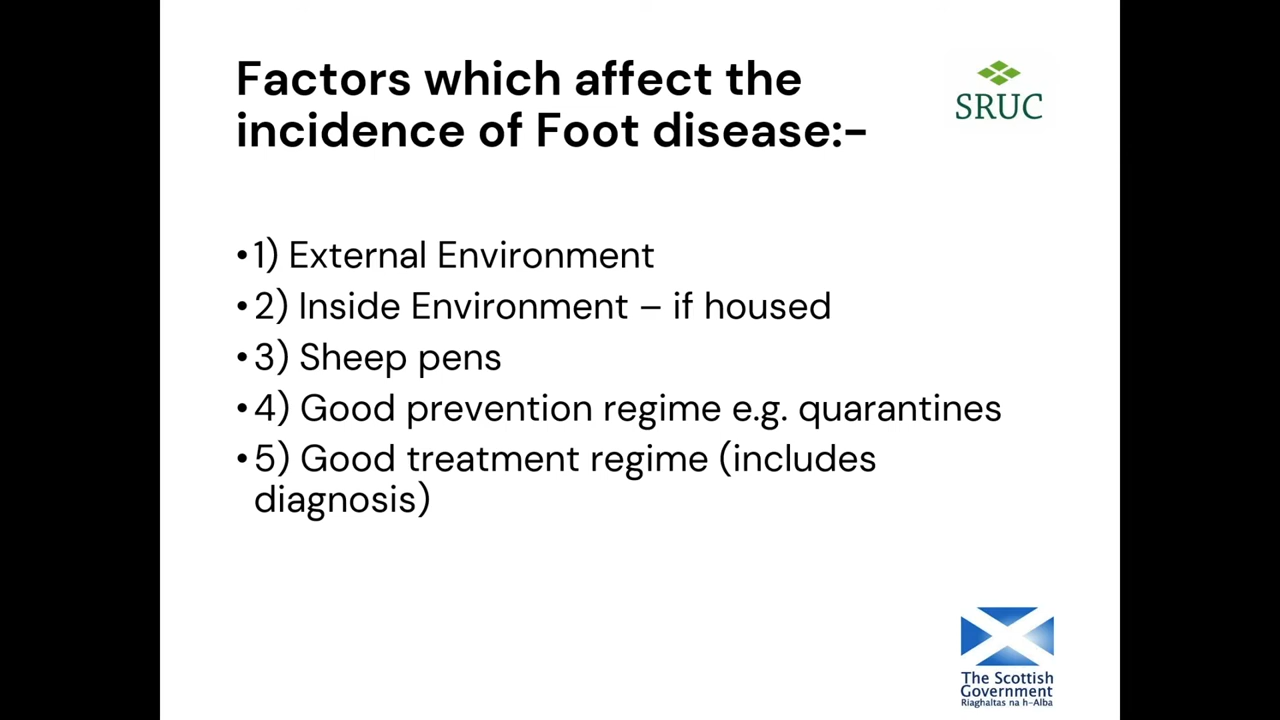 Factors which affect the
incidence of Foot disease:-
SRUC
•1) External Environment
•2) Inside Environment – if housed
•3) Sheep pens
•4) Good prevention regime e.g. quarantines
•5) Good treatment regime (includes
diagnosis)
The Scottish
Government
Riaghaltas na h-Alba